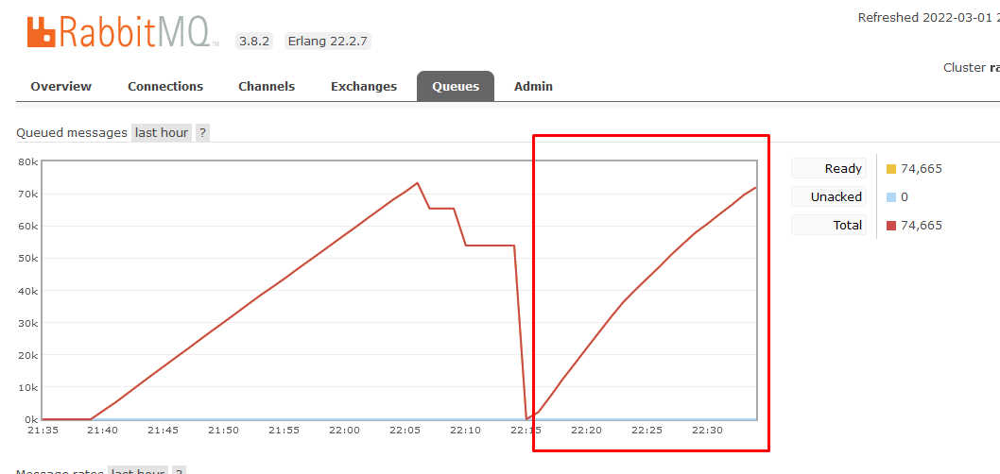 Refreshed 2022-03-01 2
RabbitMQ TM 3.8.2 Erlang 22.2.7
Cluster ra
Overview Connections Channels Exchanges Queues Admin
Queued messages last hour ?
80k
70k
60k
50k
40k
30k
20k
10k
0k
21:35 21:40 21:45 21:50 21:55 22:00 22:05 22:10 22:15 22:20 22:25 22:30
Ready 74,665
Unacked 0
Total 74,665
Message rates last hour ?